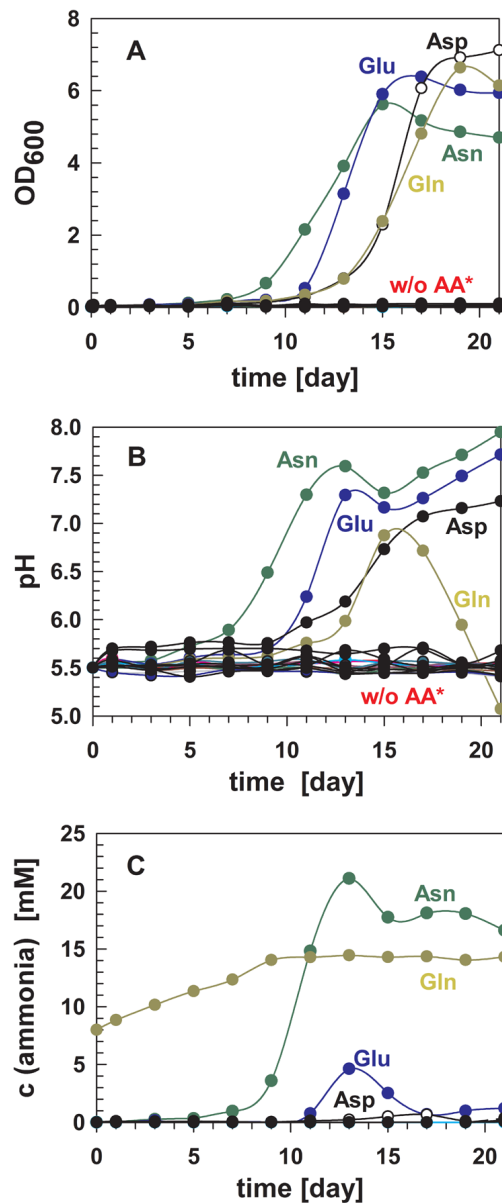 A
8
6
4
2
0
OD600
Glu
Asp
Asn
Gln
w/o AA*
0 5 10 15 20
time [day]
B
8.0
7.5
7.0
6.5
6.0
5.5
5.0
pH
Asn
Glu
Asp
Gln
w/o AA*
0 5 10 15 20
time [day]
C
25
20
15
10
5
0
c (ammonia) [mM]
Asn
Gln
Glu
Asp
0 5 10 15 20
time [day]